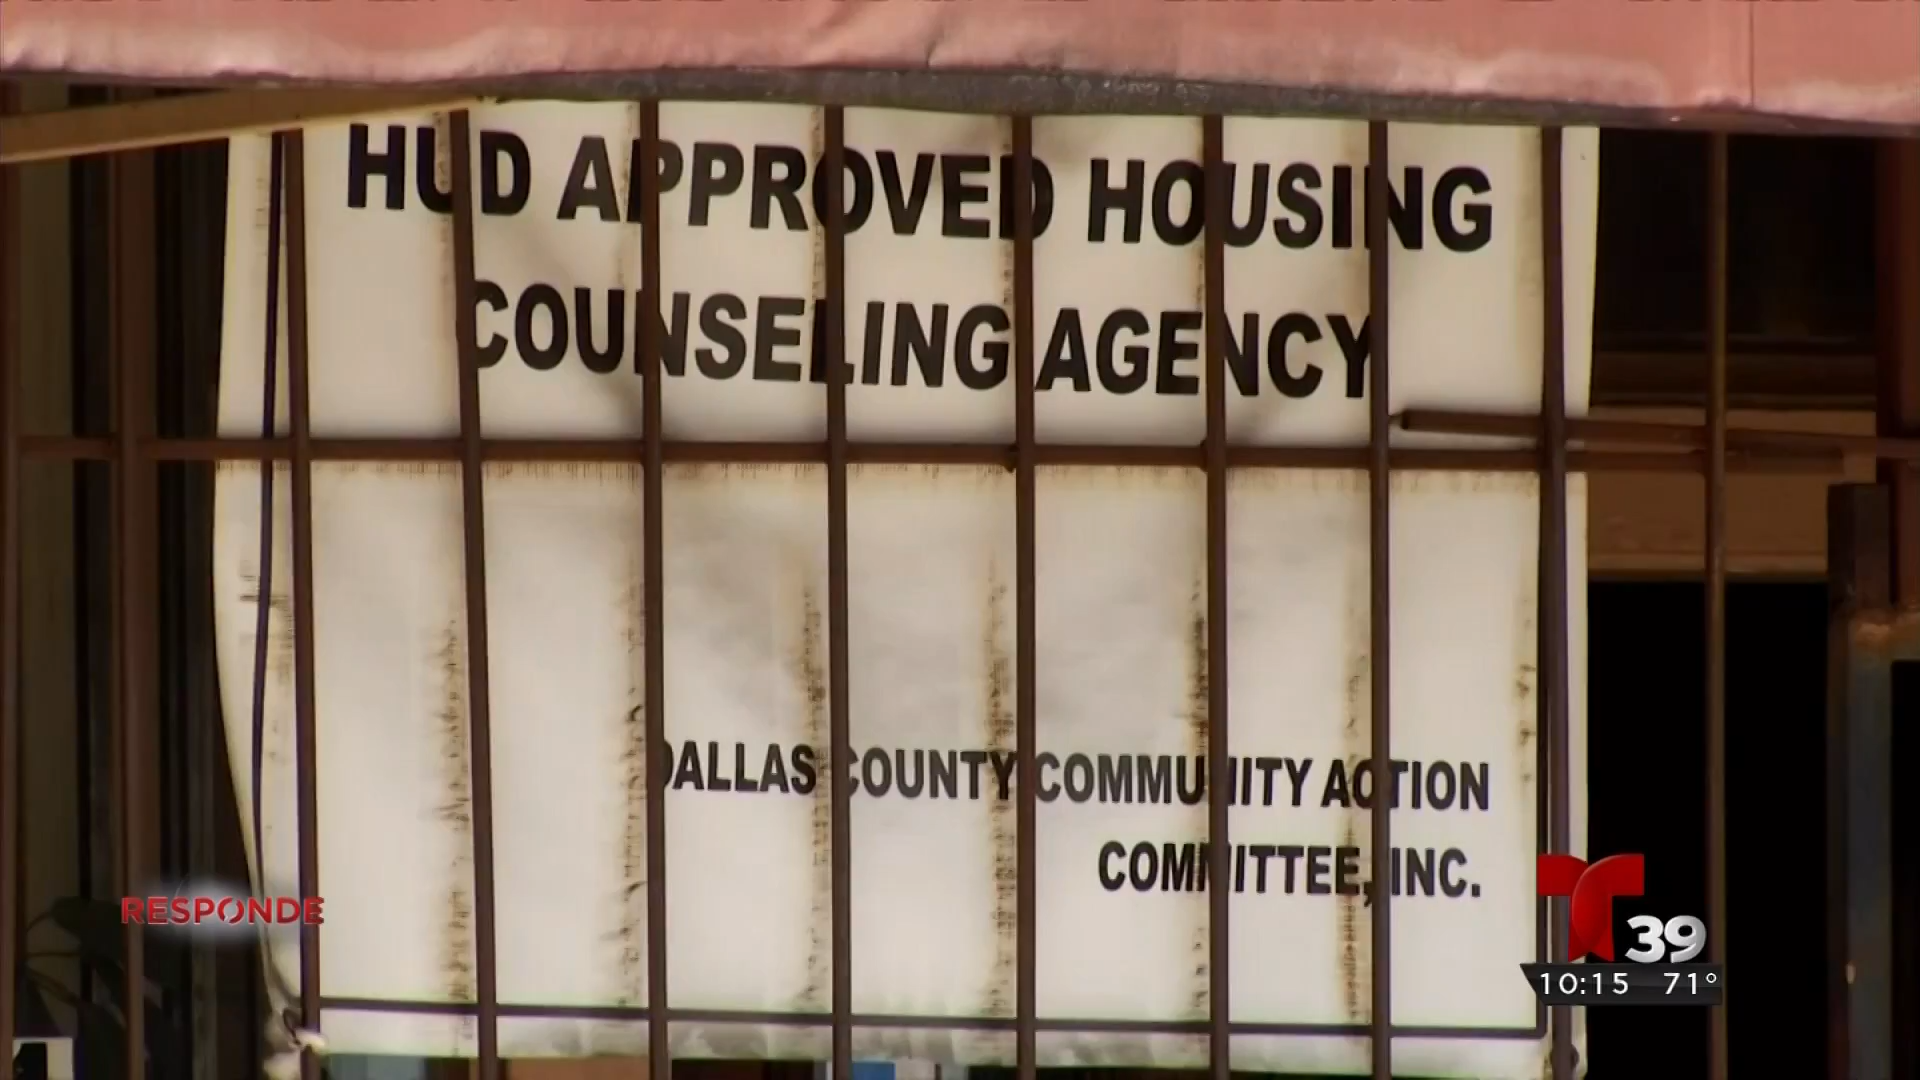 HUD APPROVED HOUSING
COUNSELING AGENCY
DALLAS COUNTY COMMUNITY ACTION
COMMITTEE, INC.
RESPONDE
39
10:15 71°